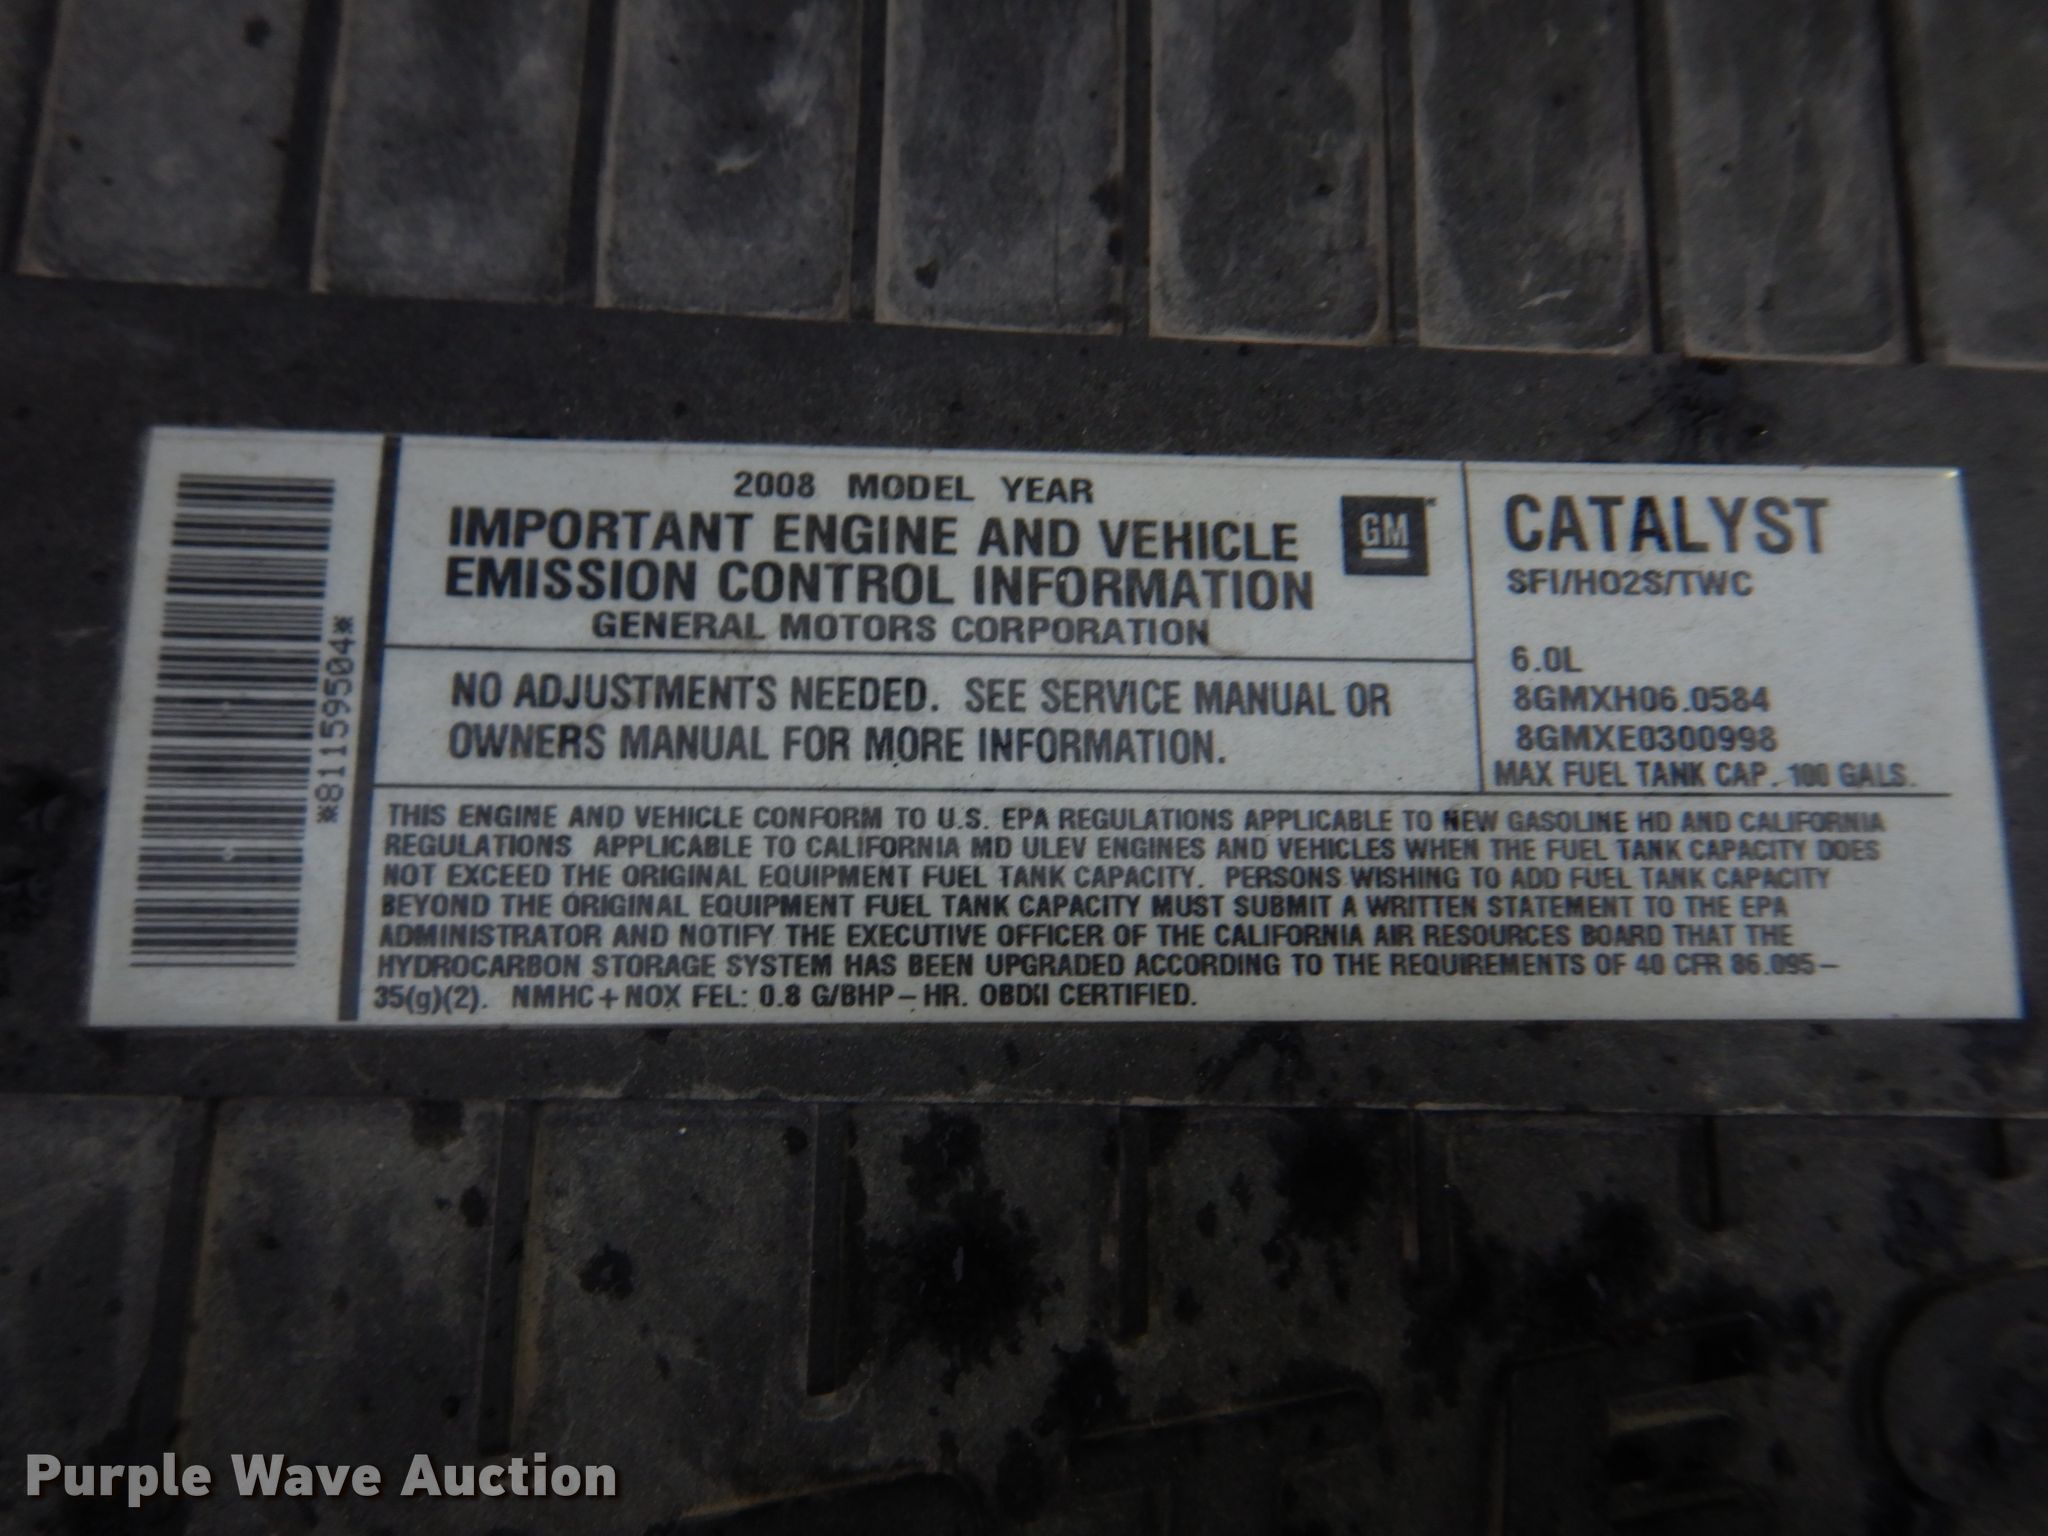 *81159504*
2008 MODEL YEAR
IMPORTANT ENGINE AND VEHICLE
EMISSION CONTROL INFORMATION
GENERAL MOTORS CORPORATION
GM
NO ADJUSTMENTS NEEDED. SEE SERVICE MANUAL OR
OWNERS MANUAL FOR MORE INFORMATION.
CATALYST
SFI/HO2S/TWC
6.0L
8GMXH06.0584
8GMXE0300998
MAX FUEL TANK CAP. 100 GALS.
THIS ENGINE AND VEHICLE CONFORM TO U.S. EPA REGULATIONS APPLICABLE TO NEW GASOLINE HD AND CALIFORNIA
REGULATIONS APPLICABLE TO CALIFORNIA MD ULEV ENGINES AND VEHICLES WHEN THE FUEL TANK CAPACITY DOES
NOT EXCEED THE ORIGINAL EQUIPMENT FUEL TANK CAPACITY. PERSONS WISHING TO ADD FUEL TANK CAPACITY
BEYOND THE ORIGINAL EQUIPMENT FUEL TANK CAPACITY MUST SUBMIT A WRITTEN STATEMENT TO THE EPA
ADMINISTRATOR AND NOTIFY THE EXECUTIVE OFFICER OF THE CALIFORNIA AIR RESOURCES BOARD THAT THE
HYDROCARBON STORAGE SYSTEM HAS BEEN UPGRADED ACCORDING TO THE REQUIREMENTS OF 40 CFR 86.095–
35(g)(2). NMHC+NOX FEL: 0.8 G/BHP–HR. OBDII CERTIFIED.
Purple Wave Auction